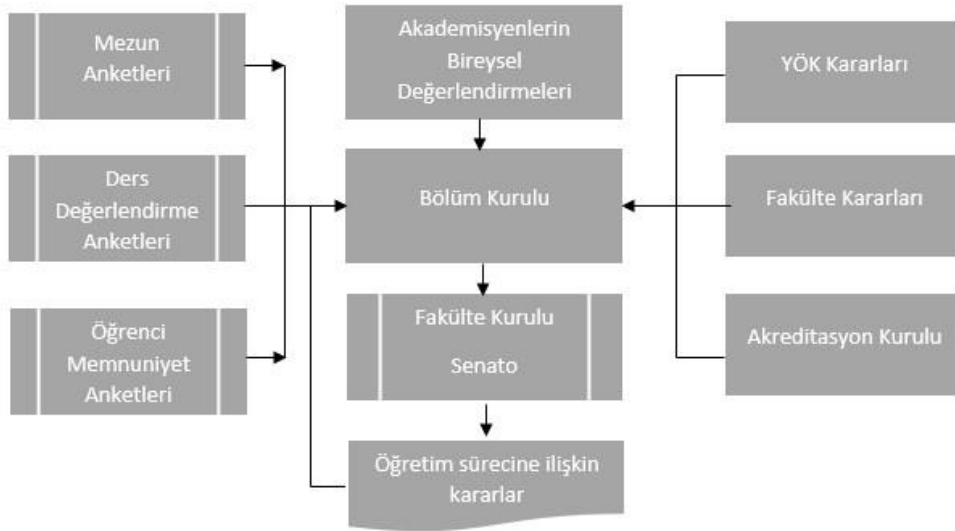 Mezun
Anketleri
Akademisyenlerin
Bireysel
Değerlendirmeleri
YÖK Kararları
Ders
Değerlendirme
Anketleri
Bölüm Kurulu
Fakülte Kararları
Öğrenci
Memnuniyet
Anketleri
Fakülte Kurulu
Senato
Akreditasyon Kurulu
Öğretim sürecine ilişkin
kararlar